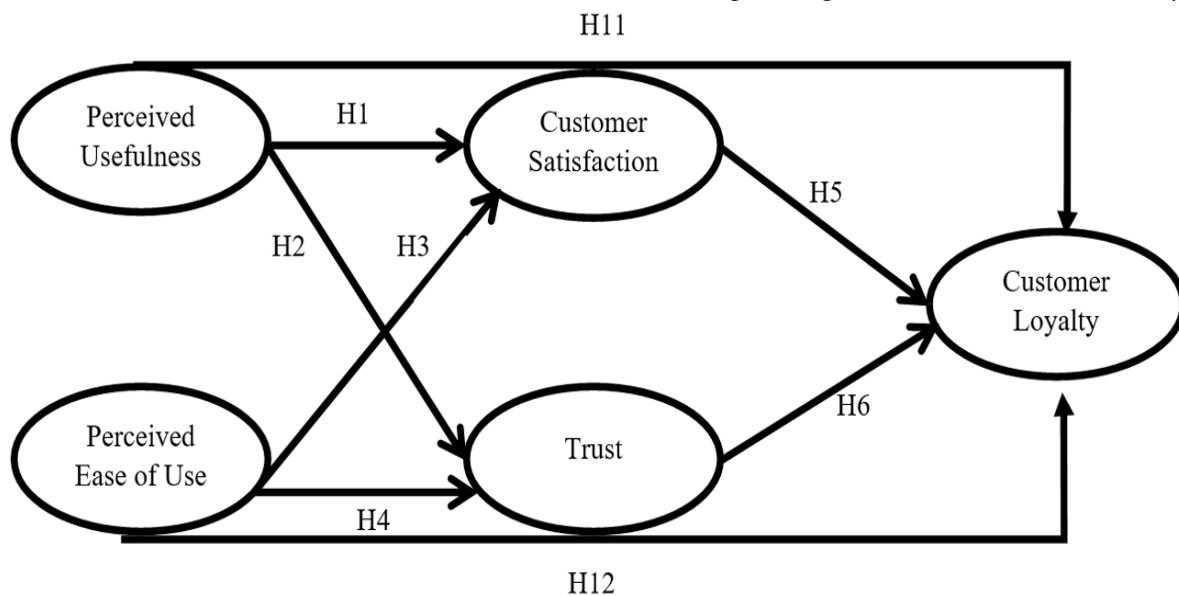 H11
Perceived
Usefulness
H1
Customer
Satisfaction
H5
H2
H3
Customer
Loyalty
Perceived
Ease of Use
Trust
H6
H4
H12